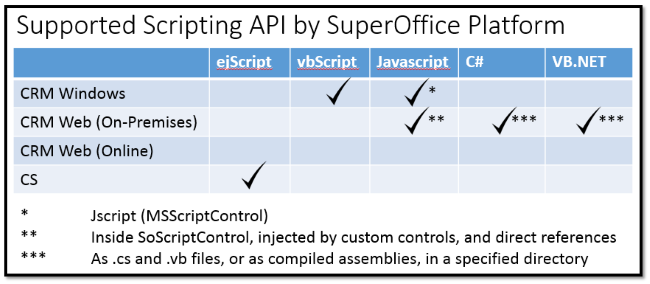 Supported Scripting API by SuperOffice Platform
ejScript vbScript Javascript C# VB.NET
CRM Windows ✓ ✓*
CRM Web (On-Premises) ✓** ✓*** ✓***
CRM Web (Online)
CS ✓
* Jscript (MSScriptControl)
** Inside SoScriptControl, injected by custom controls, and direct references
*** As .cs and .vb files, or as compiled assemblies, in a specified directory